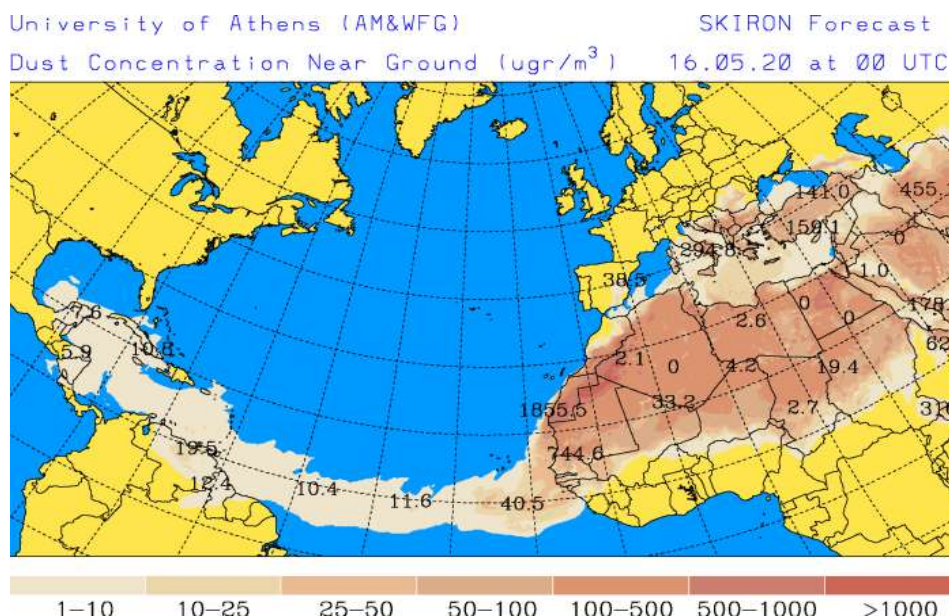 University of Athens (AM&WFG) SKIRON Forecast
Dust Concentration Near Ground (ugr/m³) 16.05.20 at 00 UTC
141.0 455
159.1 0
294.8
38.5 1.0
7.6 0 178
2.6 0
5.9 10.8 62
2.1 0 4.2 19.4
1855.5 33.2 2.7 31
19.5 744.6
12.4 10.4
11.6 40.5
1-10 10-25 25-50 50-100 100-500 500-1000 >1000